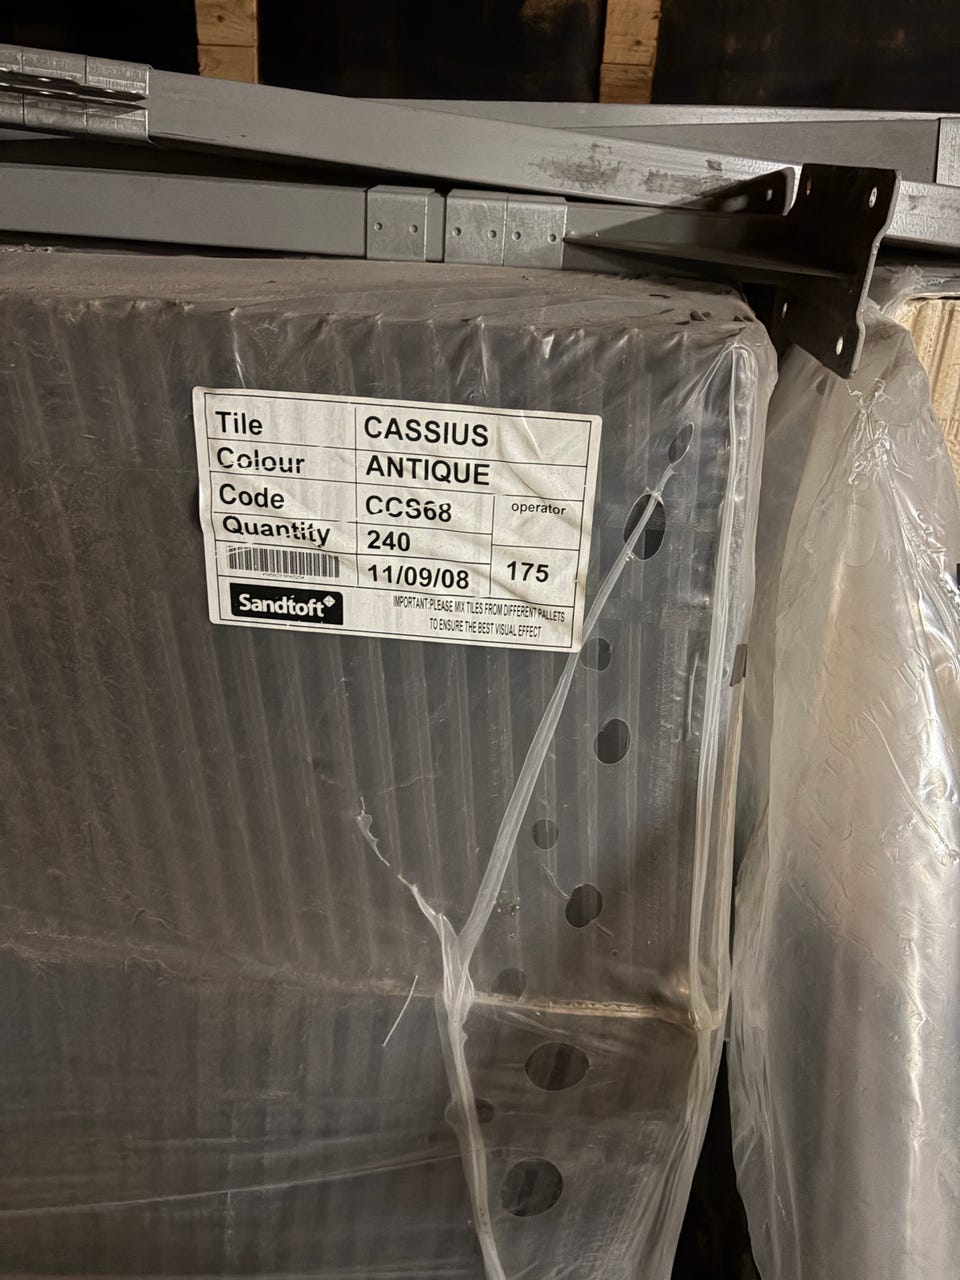 Tile CASSIUS
Colour ANTIQUE
Code CCS68
operator
Quantity 240
11/09/08 175
Sandtoft
IMPORTANT:PLEASE MIX TILES FROM DIFFERENT PALLETS
TO ENSURE THE BEST VISUAL EFFECT